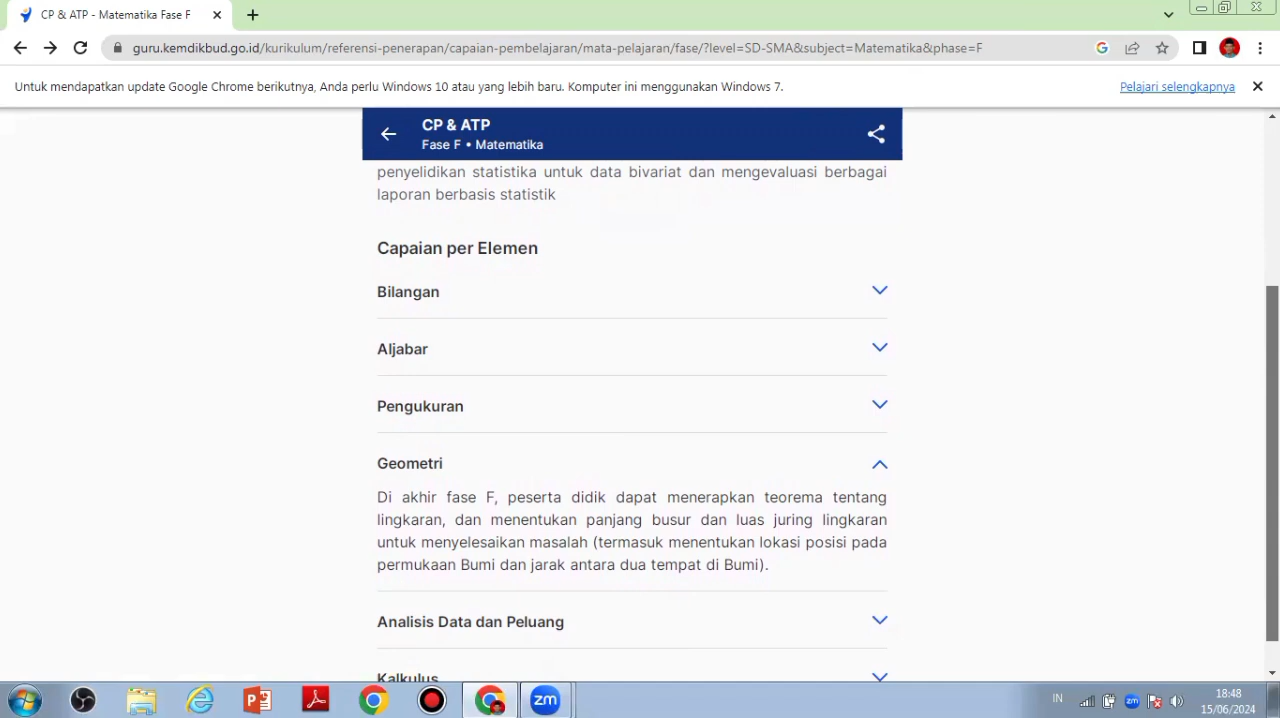 CP & ATP - Matematika Fase F
guru.kemdikbud.go.id/kurikulum/referensi-penerapan/capaian-pembelajaran/mata-pelajaran/fase/?level=SD-SMA&subject=Matematika&phase=F
Untuk mendapatkan update Google Chrome berikutnya, Anda perlu Windows 10 atau yang lebih baru. Komputer ini menggunakan Windows 7.
Pelajari selengkapnya
CP & ATP
Fase F • Matematika
penyelidikan statistika untuk data bivariat dan mengevaluasi berbagai
laporan berbasis statistik
Capaian per Elemen
Bilangan
Aljabar
Pengukuran
Geometri
Di akhir fase F, peserta didik dapat menerapkan teorema tentang
lingkaran, dan menentukan panjang busur dan luas juring lingkaran
untuk menyelesaikan masalah (termasuk menentukan lokasi posisi pada
permukaan Bumi dan jarak antara dua tempat di Bumi).
Analisis Data dan Peluang
Kalkulus
zm
IN
zm
18:48
15/06/2024